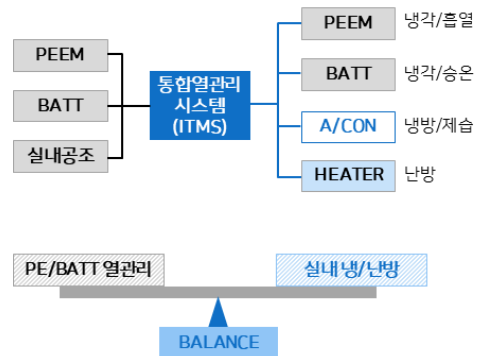 PEEM
BATT
실내공조
통합열관리
시스템
(ITMS)
PEEM 냉각/흡열
BATT 냉각/승온
A/CON 냉방/제습
HEATER 난방
PE/BATT 열관리
실내 냉/난방
BALANCE